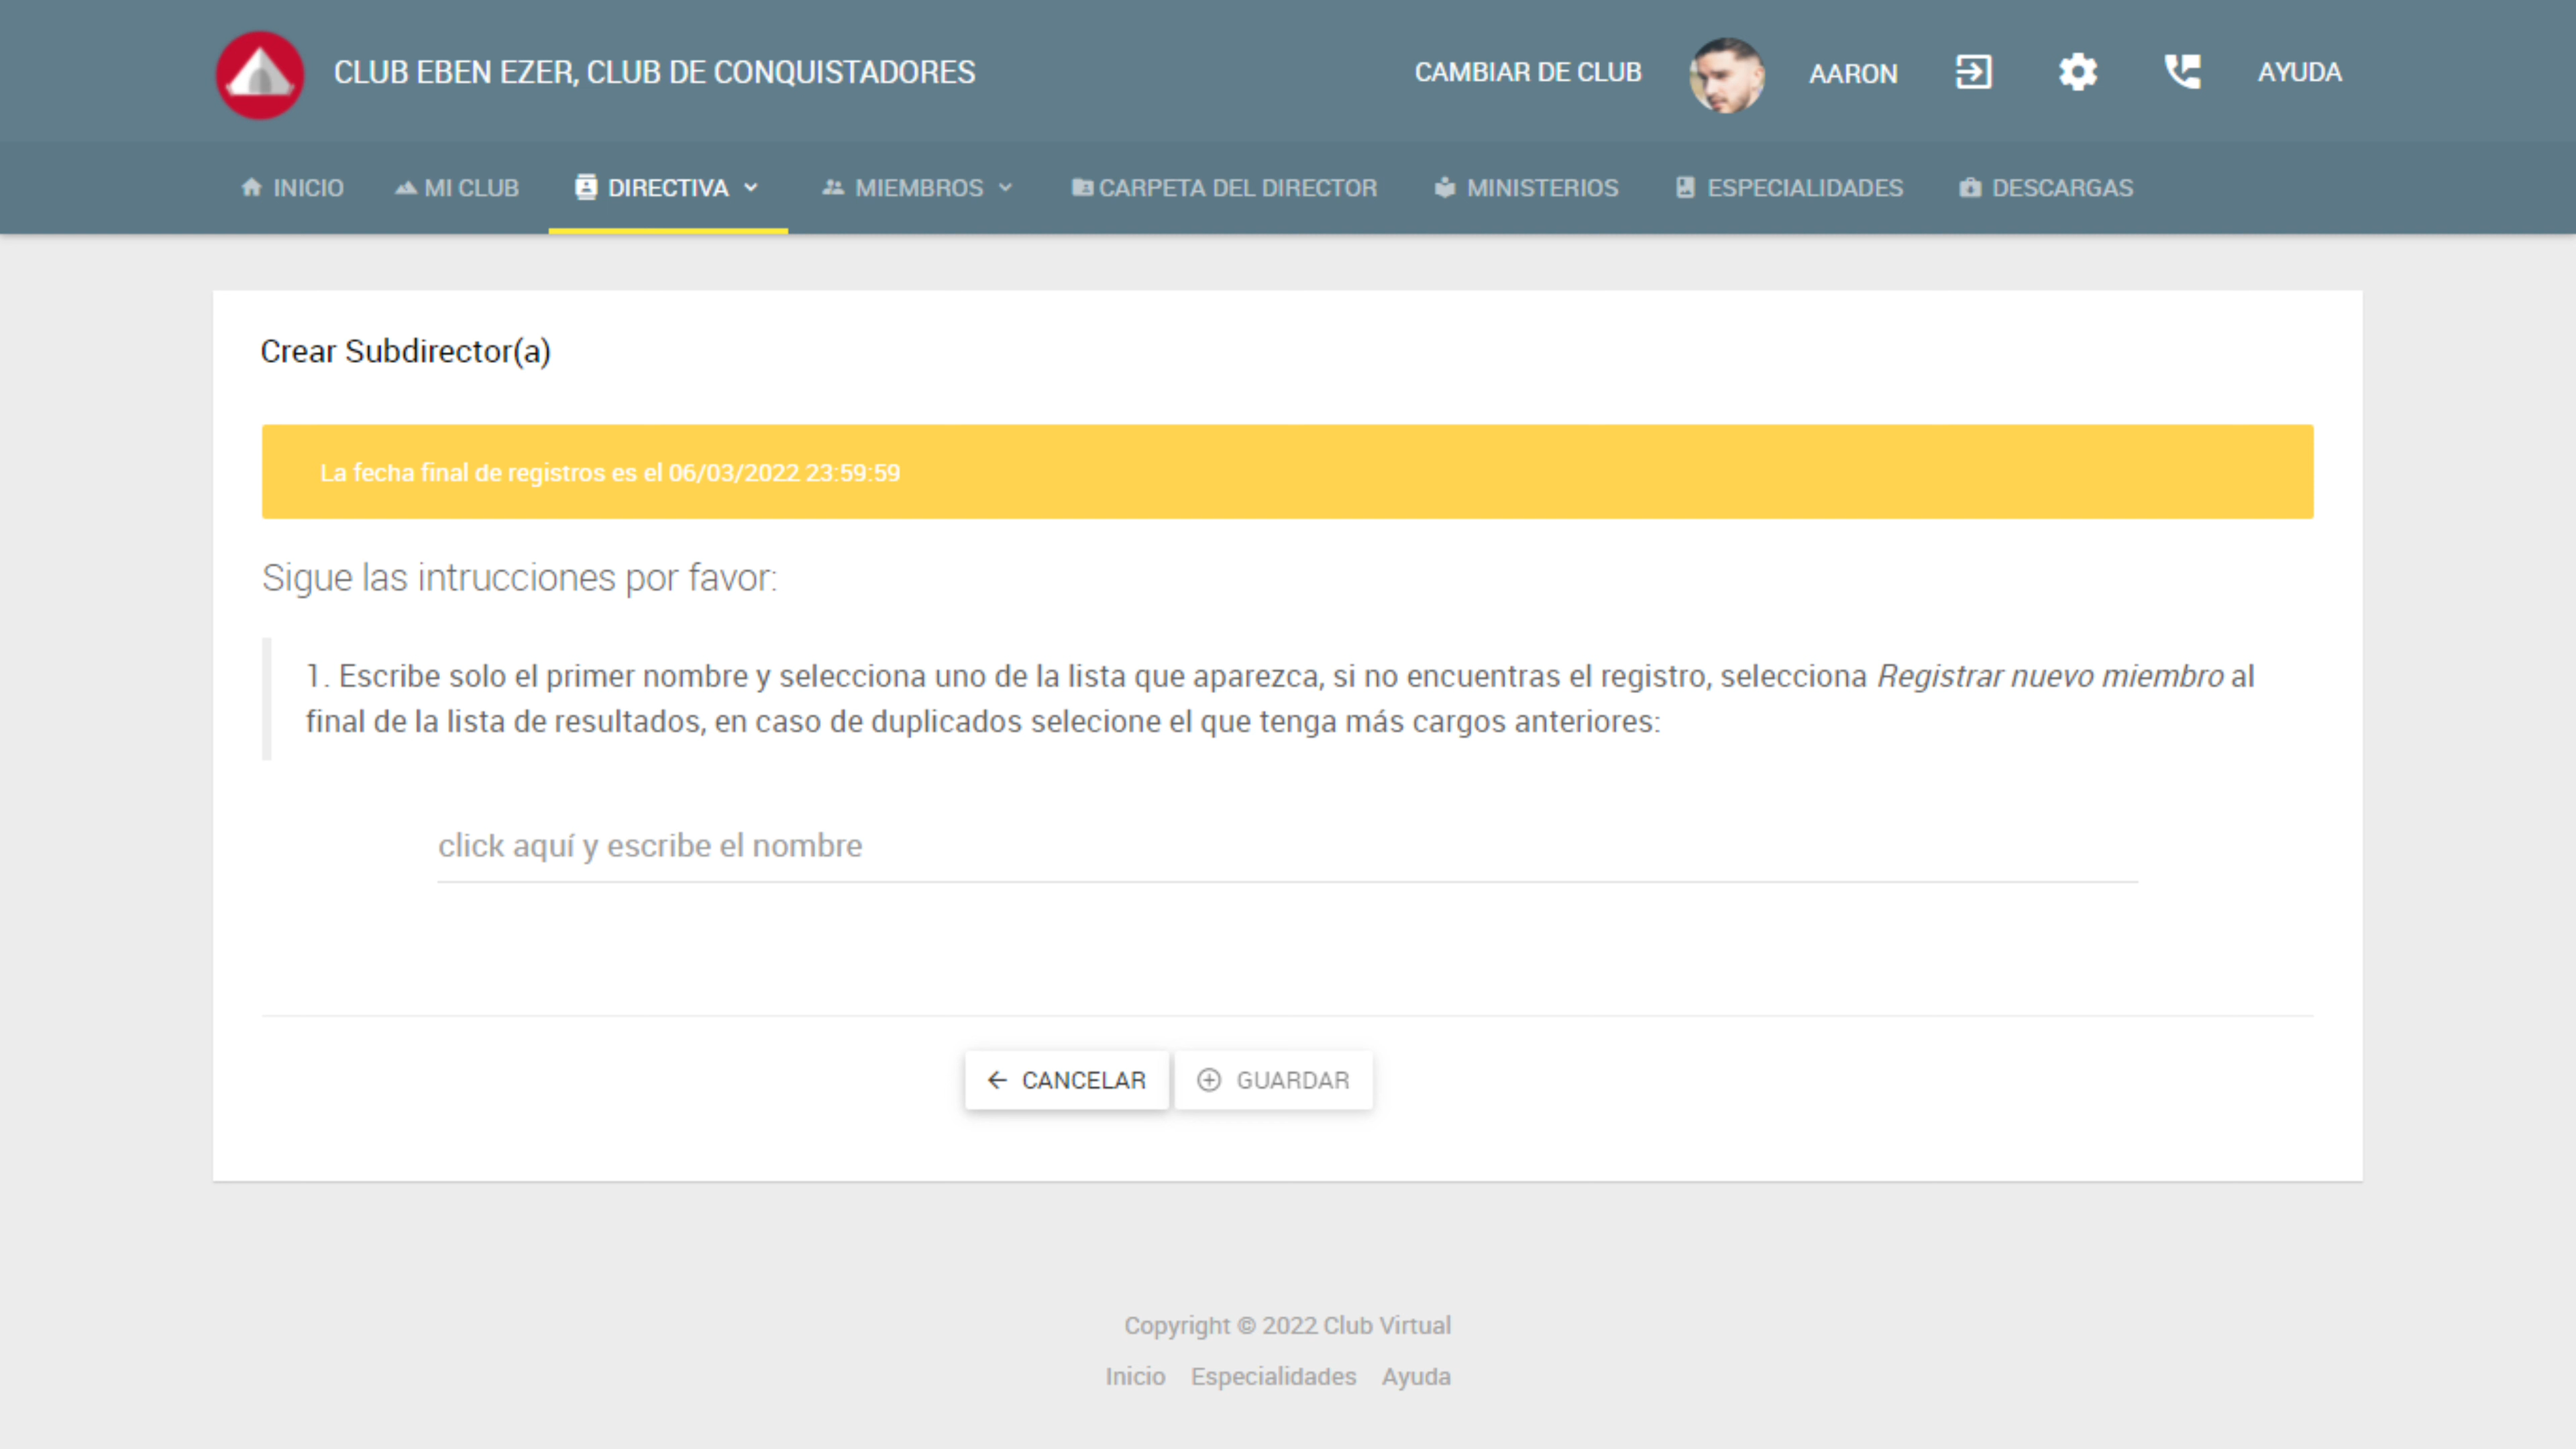 CLUB EBEN EZER, CLUB DE CONQUISTADORES
CAMBIAR DE CLUB
AARON
AYUDA
INICIO
MI CLUB
DIRECTIVA
MIEMBROS
CARPETA DEL DIRECTOR
MINISTERIOS
ESPECIALIDADES
DESCARGAS
Crear Subdirector(a)
La fecha final de registros es el 06/03/2022 23:59:59
Sigue las intrucciones por favor:
1. Escribe solo el primer nombre y selecciona uno de la lista que aparezca, si no encuentras el registro, selecciona Registrar nuevo miembro al
final de la lista de resultados, en caso de duplicados selecione el que tenga más cargos anteriores:
click aquí y escribe el nombre
CANCELAR
GUARDAR
Copyright © 2022 Club Virtual
Inicio Especialidades Ayuda